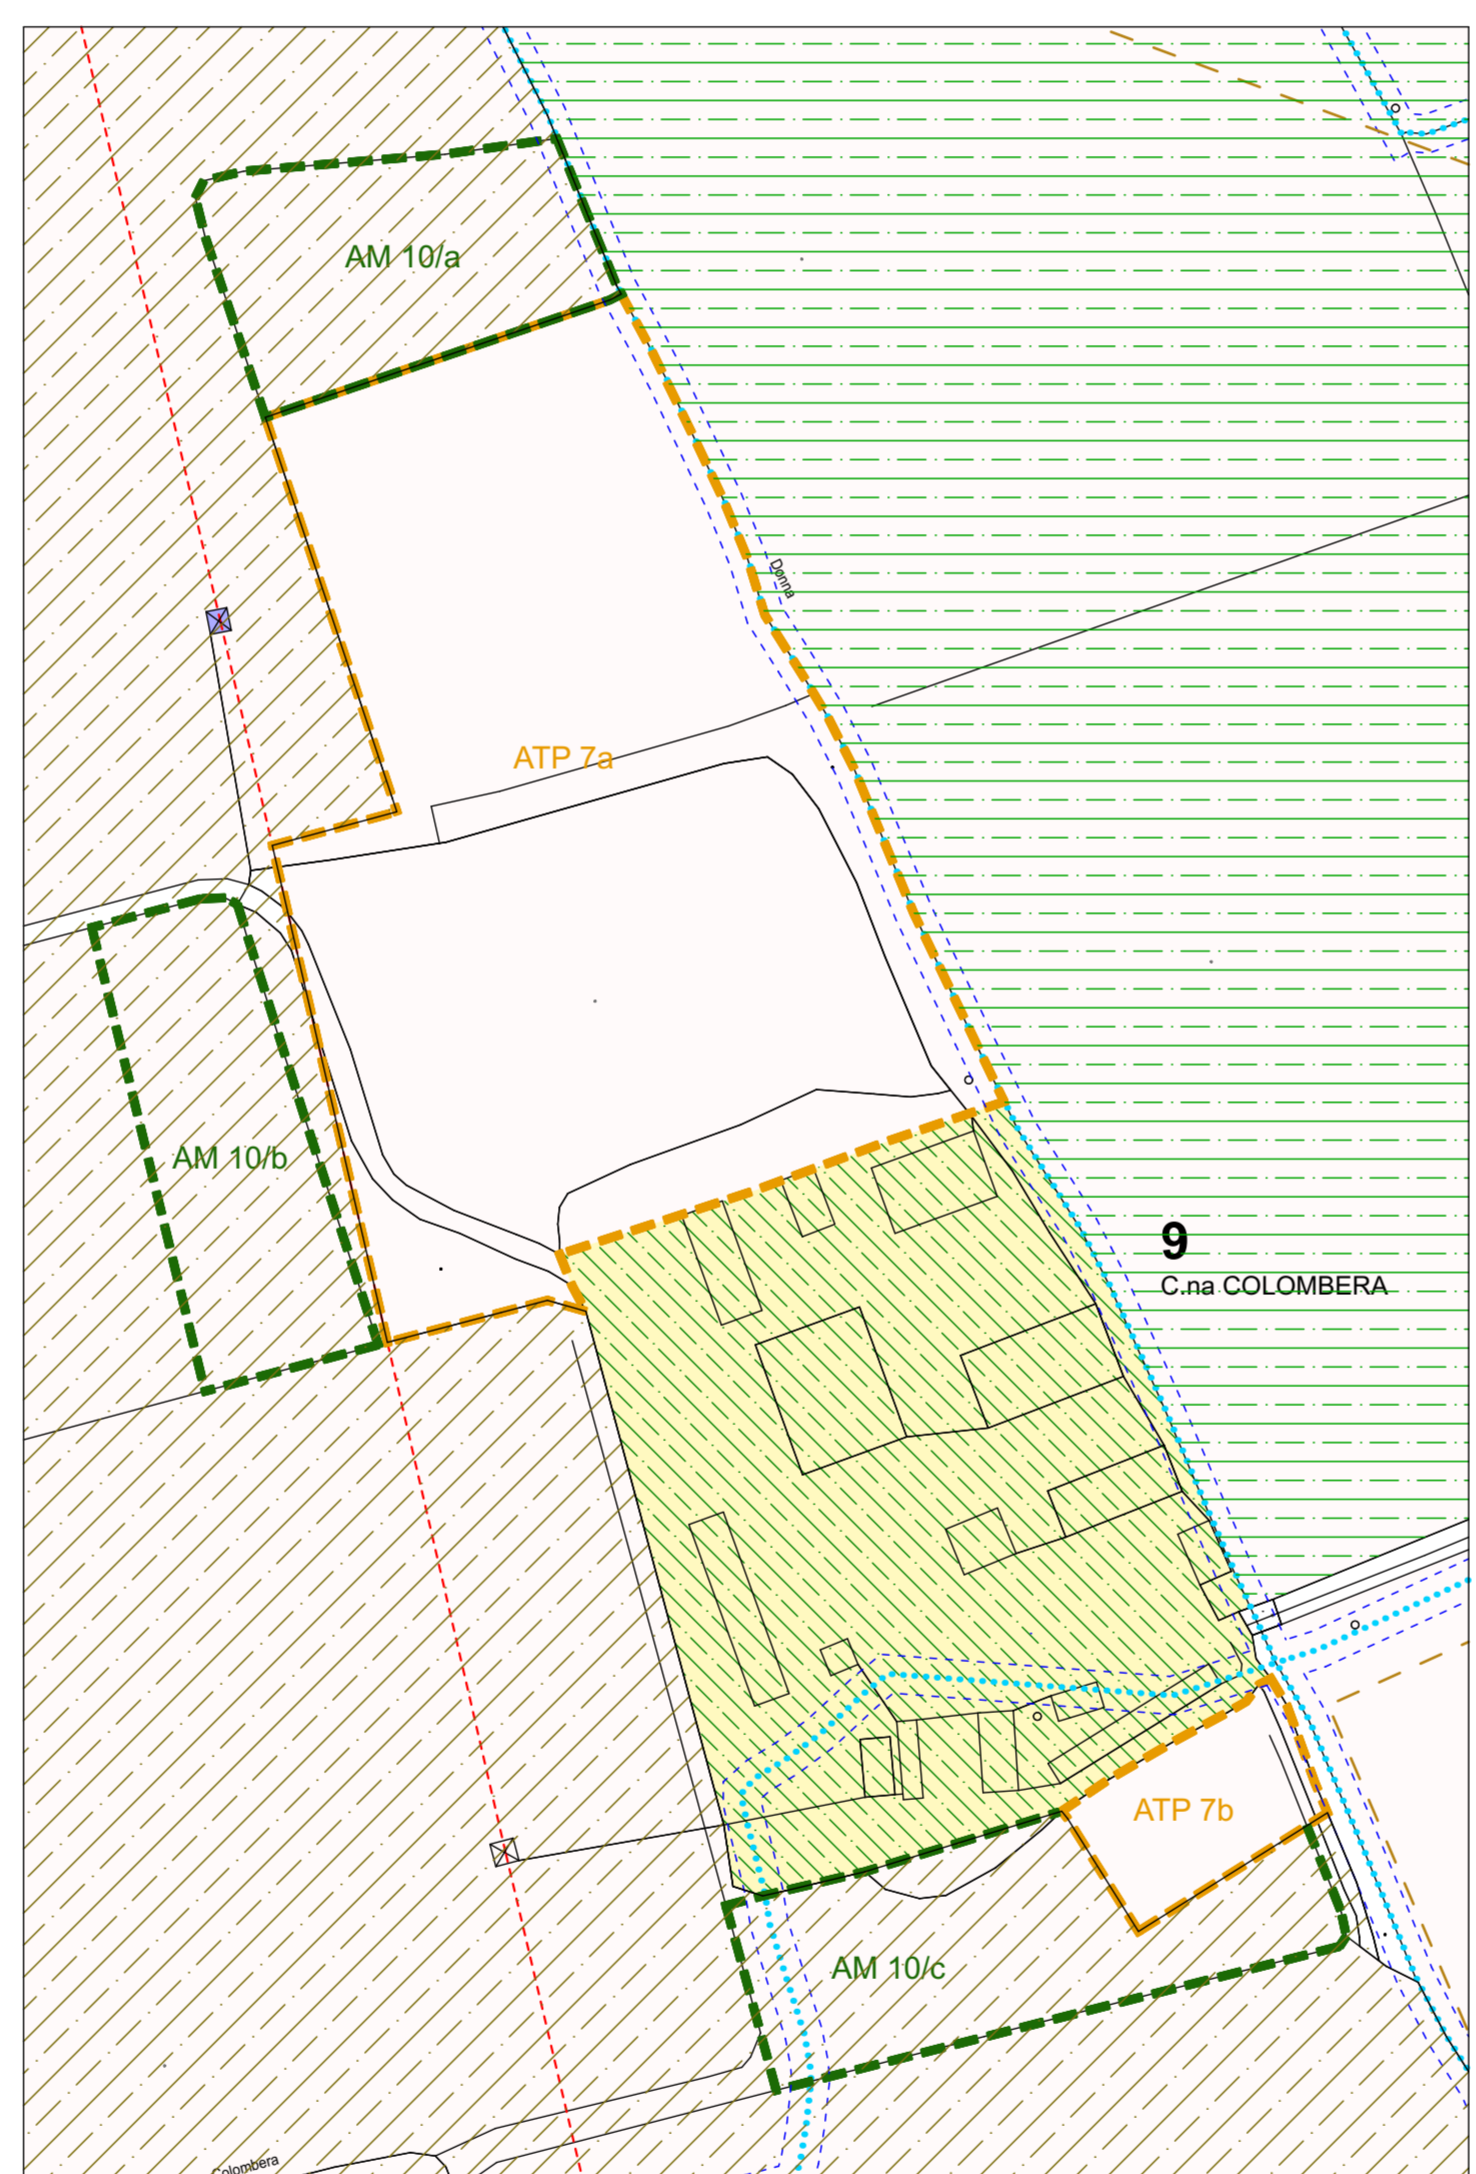 AM 10/a
Donna
ATP 7a
AM 10/b
9
C.na COLOMBERA
ATP 7b
AM 10/c
Colombera